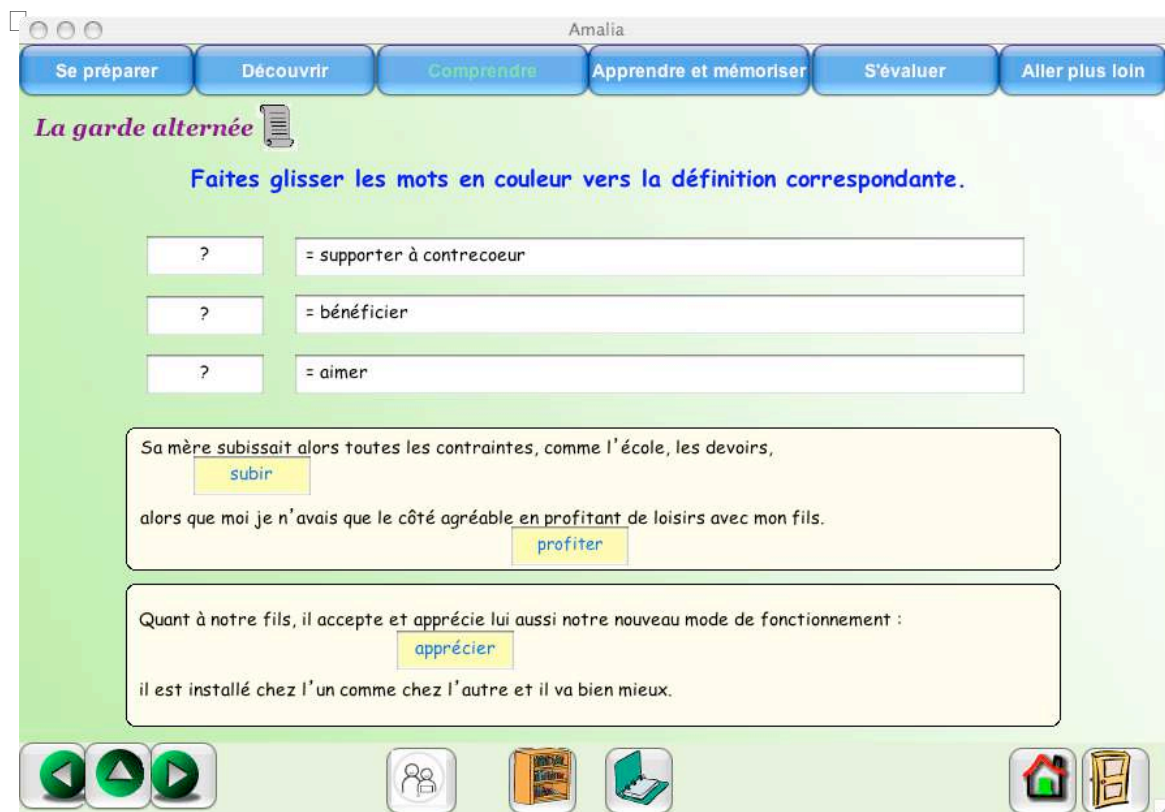 Amalia
Se préparer Découvrir Comprendre Apprendre et mémoriser S'évaluer Aller plus loin
La garde alternée
Faites glisser les mots en couleur vers la définition correspondante.
? = supporter à contrecoeur
? = bénéficier
? = aimer
Sa mère subissait alors toutes les contraintes, comme l'école, les devoirs,
subir
alors que moi je n'avais que le côté agréable en profitant de loisirs avec mon fils.
profiter
Quant à notre fils, il accepte et apprécie lui aussi notre nouveau mode de fonctionnement :
apprécier
il est installé chez l'un comme chez l'autre et il va bien mieux.